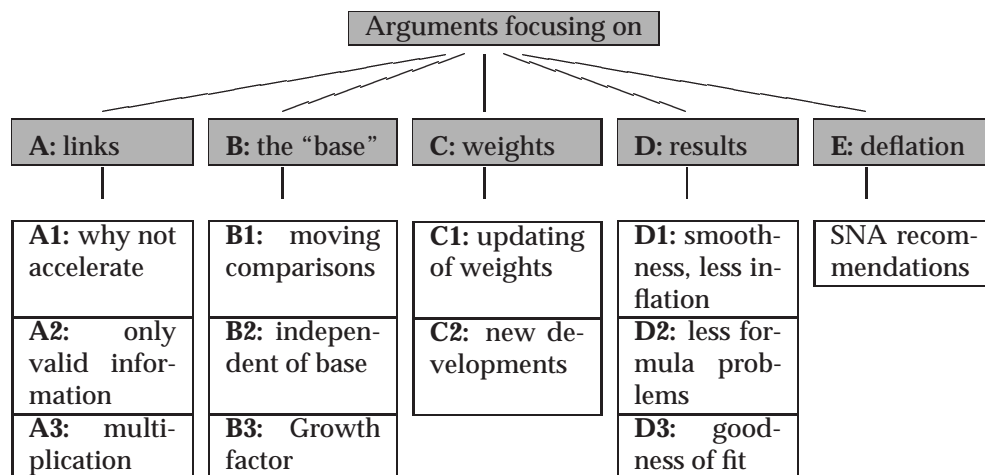 Arguments focusing on
A: links
B: the “base”
C: weights
D: results
E: deflation
A1: why not
accelerate
A2: only
valid infor-
mation
A3: multi-
plication
B1: moving
comparisons
B2: indepen-
dent of base
B3: Growth
factor
C1: updating
of weights
C2: new de-
velopments
D1: smooth-
ness, less in-
flation
D2: less for-
mula prob-
lems
D3: good-
ness of fit
SNA recom-
mendations